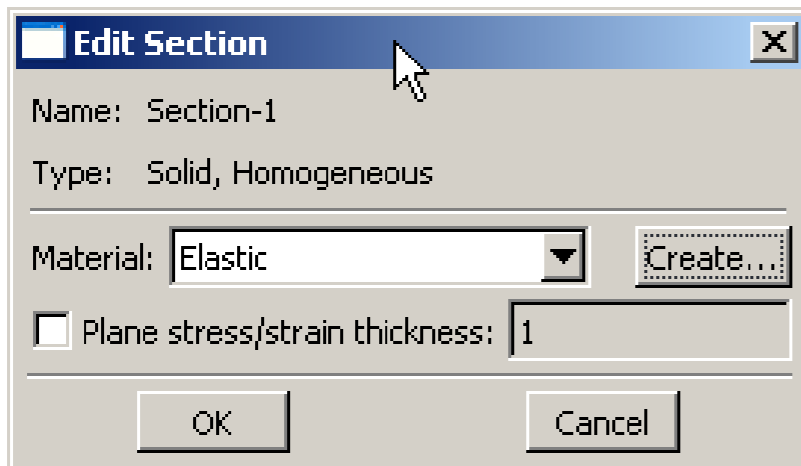 Edit Section
Name: Section-1
Type: Solid, Homogeneous
Material: Elastic Create...
Plane stress/strain thickness: 1
OK Cancel